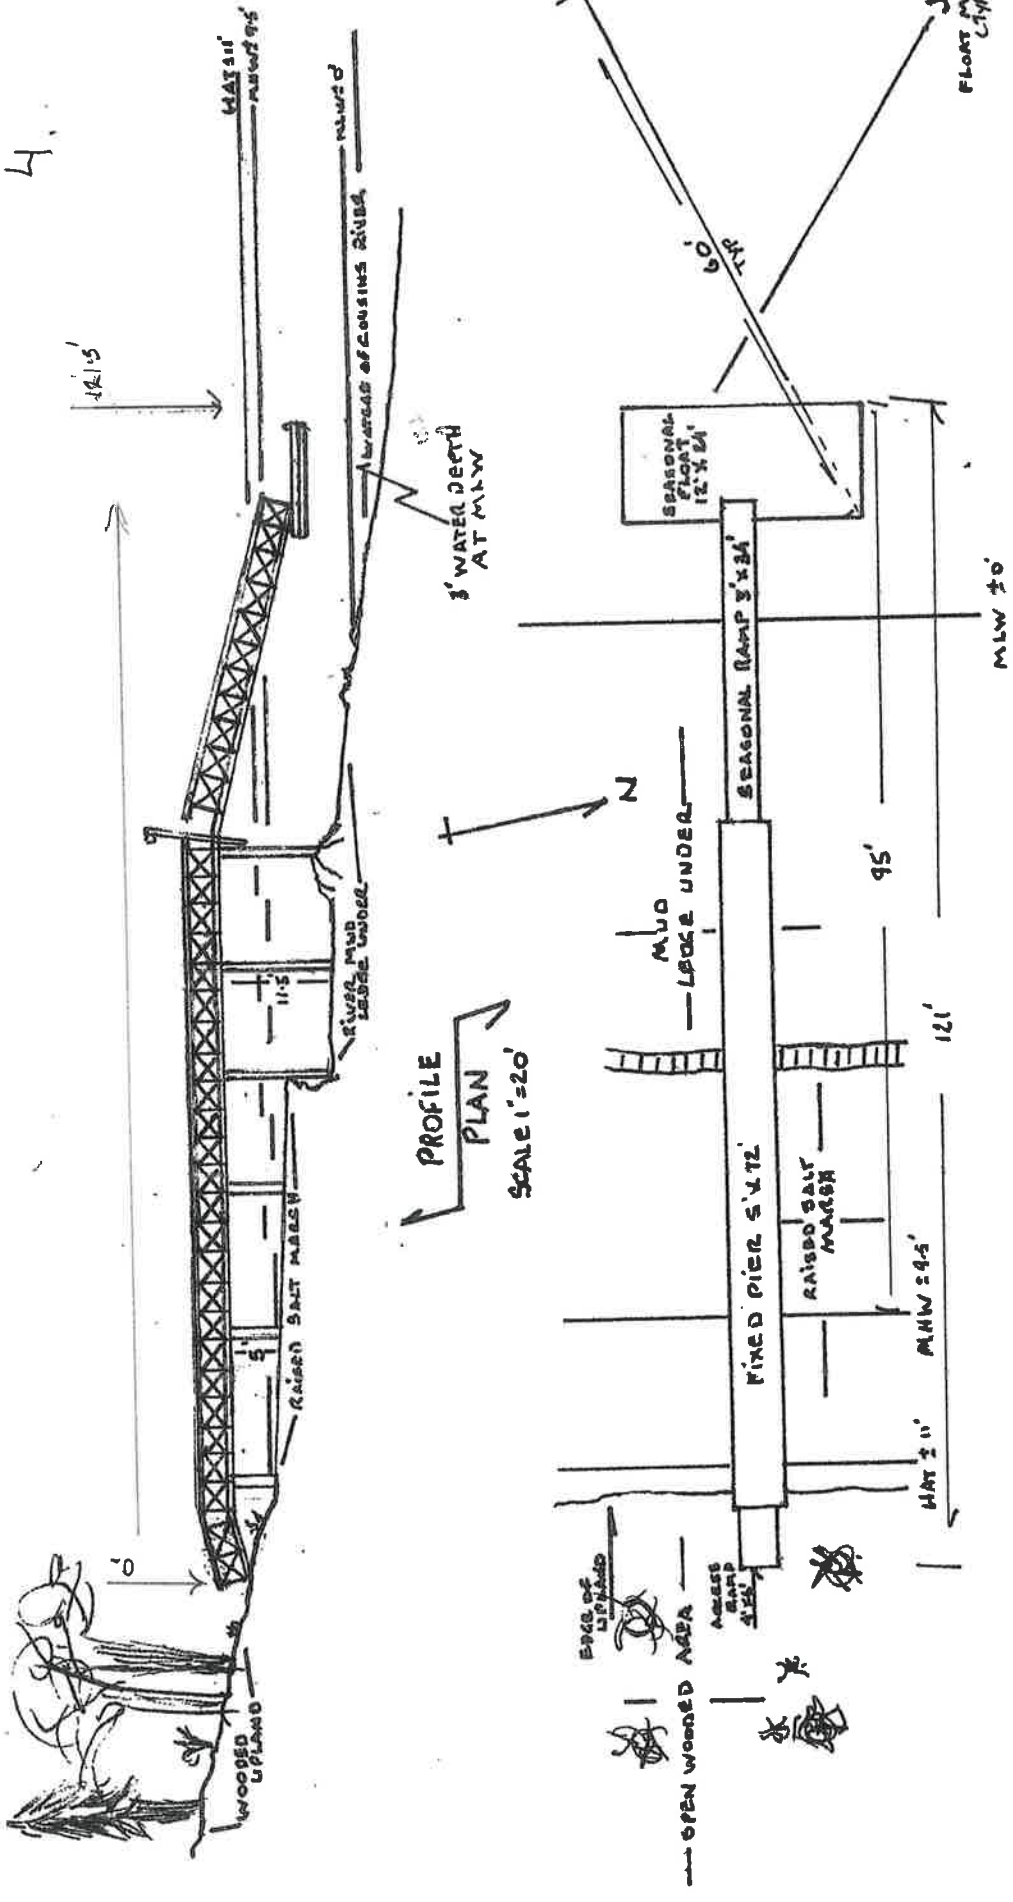 4.
121.5'
HAT ± 11'
MHW ± 9.5'
MLW ± 0'
WATERS OF COUSINS RIVER
3' WATER DEPTH
AT MLW
'0
11.5'
5'
WOODED
UPLAND
RAISED SALT MARSH
RIVER MUD
LEDGE UNDER
PROFILE
PLAN
SCALE 1"=20'
N
FLOAT
60'
TYP
SEASONAL
FLOAT
12' X 24'
SEASONAL RAMP 3' X 34'
MUD
LEDGE UNDER
FIXED PIER 5' X 72'
RAISED SALT
MARSH
EDGE OF
UPLAND
OPEN WOODED AREA
ACCESS
RAMP
95'
121'
MLW ± 0'
MHW ± 9.5'
HAT ± 11'